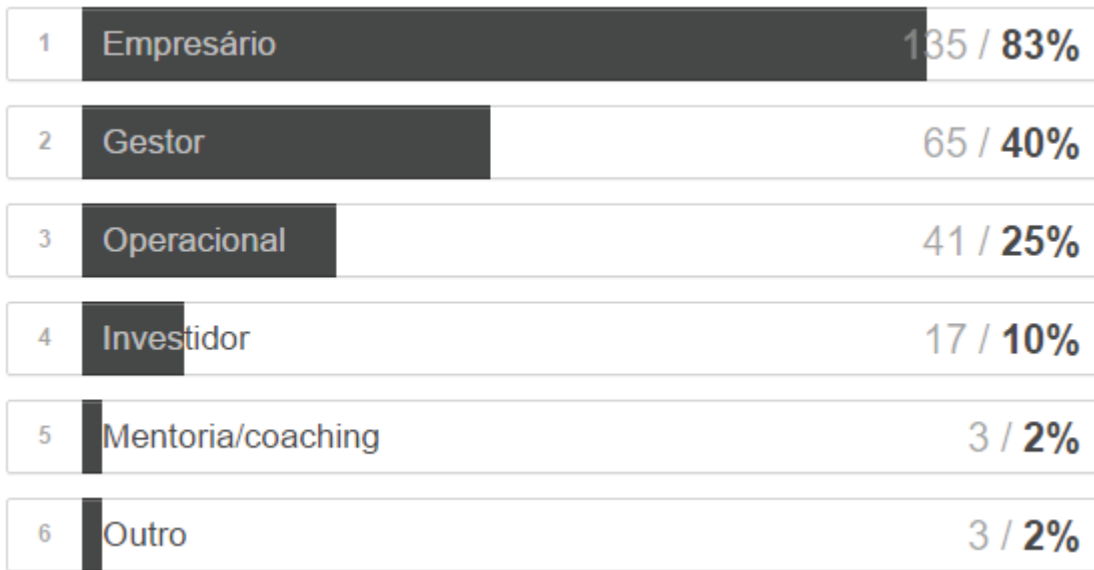 1 Empresário 135 / 83%
2 Gestor 65 / 40%
3 Operacional 41 / 25%
4 Investidor 17 / 10%
5 Mentoria/coaching 3 / 2%
6 Outro 3 / 2%